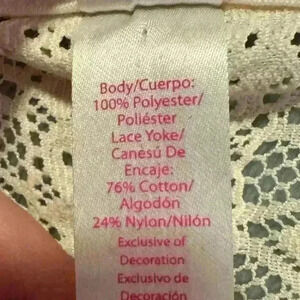 Body/Cuerpo:
100% Polyester/
Poliéster
Lace Yoke/
Canesú De
Encaje:
76% Cotton/
Algodón
24% Nylon/Nilón
Exclusive of
Decoration
Exclusivo de
Decoración